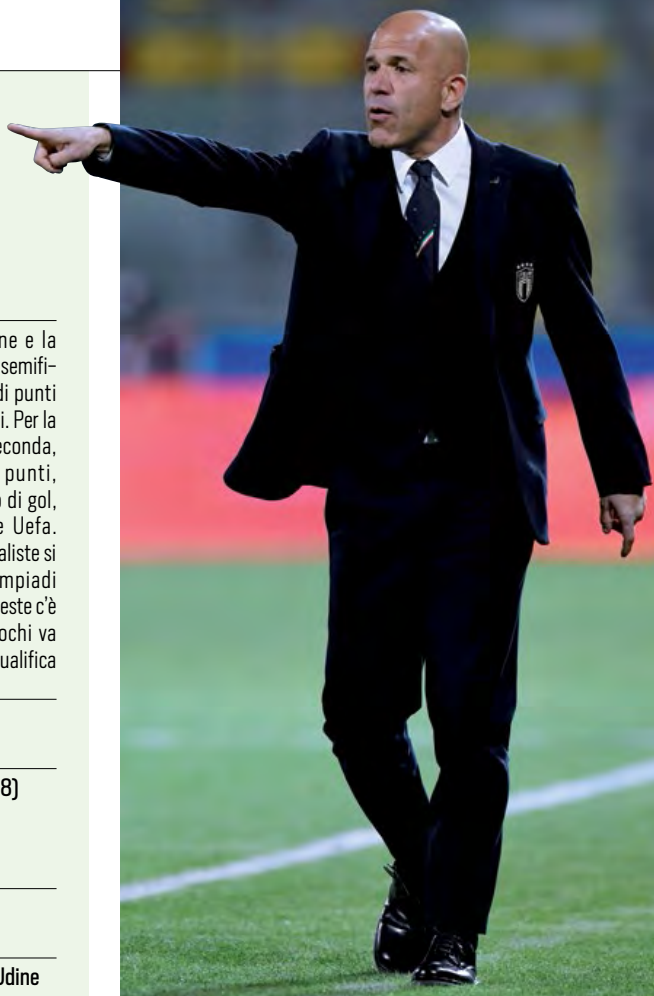 ne e la
semifi-
di punti
i. Per la
econda,
punti,
o di gol,
e Uefa.
aliste si
mpiadi
este c'è
ochi va
ualifica
8)
Udine